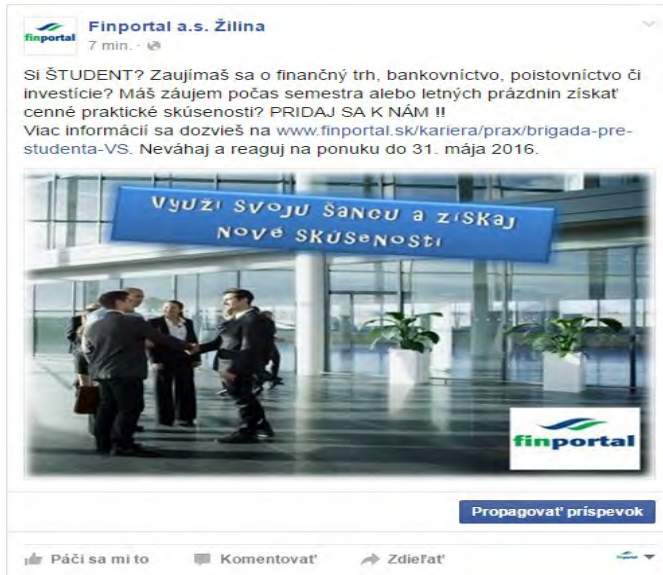 finportal
Finportal a.s. Žilina
7 min. ·
Si ŠTUDENT? Zaujímaš sa o finančný trh, bankovníctvo, poistovníctvo či
investície? Máš záujem počas semestra alebo letných prázdnin získať
cenné praktické skúsenosti? PRIDAJ SA K NÁM !!
Viac informácií sa dozvieš na www.finportal.sk/kariera/prax/brigada-pre-
studenta-VS. Neváhaj a reaguj na ponuku do 31. mája 2016.
VyUŽi SVOJU ŠaNCU a ZíSKaJ
NOVé SKÚSeNOSTi
finportal
Propagovať príspevok
Páči sa mi to Komentovať Zdieľať